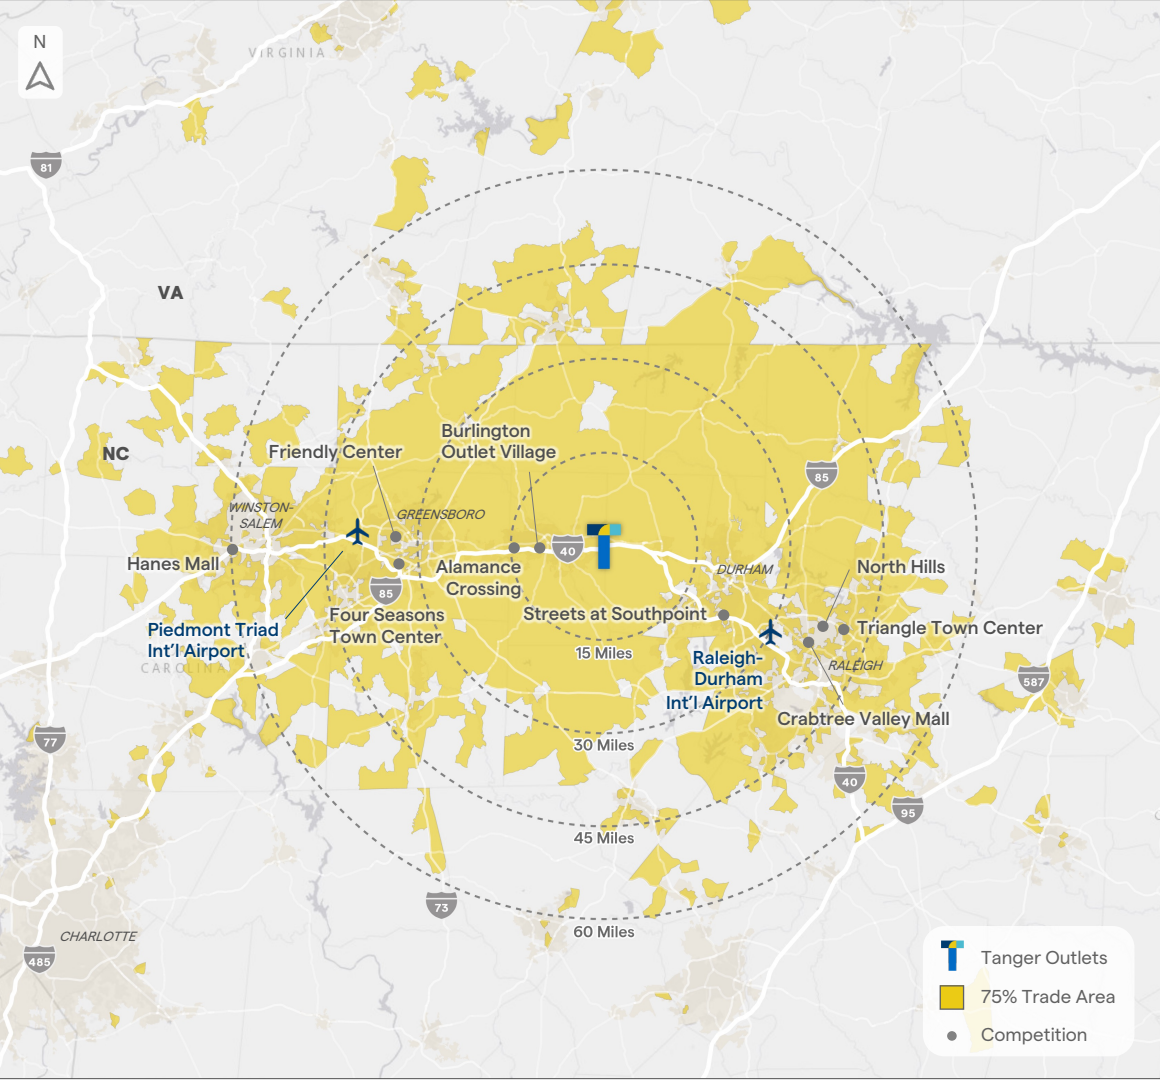 N
VIRGINIA
81
VA
NC
Burlington
Outlet Village
Friendly Center
85
WINSTON-
SALEM
GREENSBORO
40
Hanes Mall
Alamance
Crossing
DURHAM
North Hills
85
Four Seasons
Town Center
Streets at Southpoint
Triangle Town Center
Piedmont Triad
Int’l Airport
CAROLINA
15 Miles
Raleigh-
Durham
Int’l Airport
RALEIGH
587
Crabtree Valley Mall
77
30 Miles
40
95
45 Miles
73
60 Miles
CHARLOTTE
485
Tanger Outlets
75% Trade Area
Competition